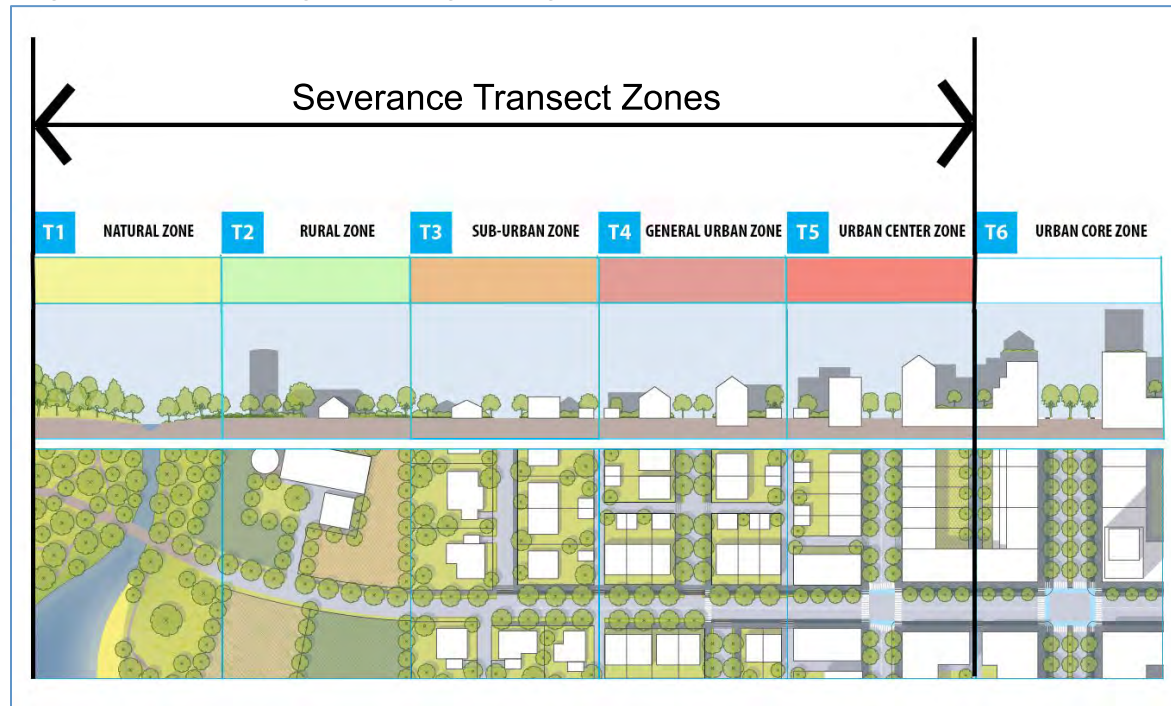 Severance Transect Zones
T1 NATURAL ZONE T2 RURAL ZONE T3 SUB-URBAN ZONE T4 GENERAL URBAN ZONE T5 URBAN CENTER ZONE T6 URBAN CORE ZONE